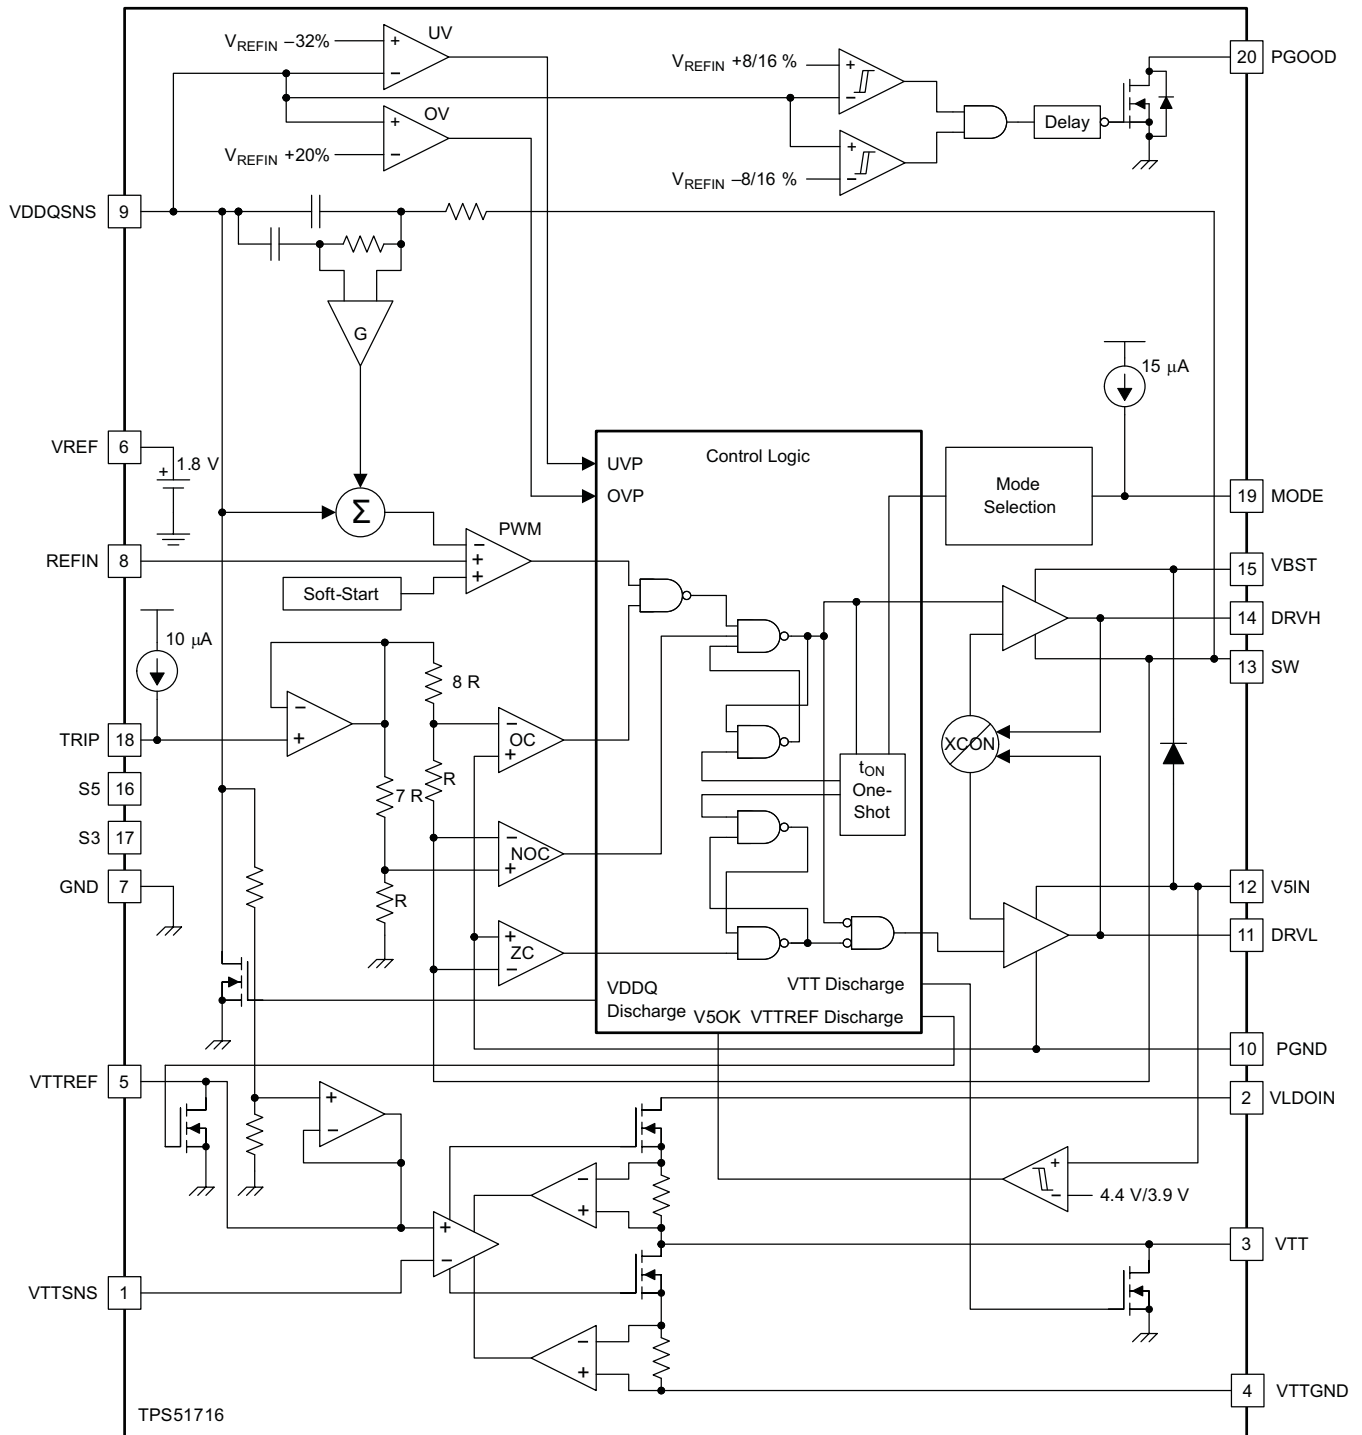 UV
V_REFIN –32%
+
–
OV
+
–
V_REFIN +20%
V_REFIN +8/16 %
+
–
+
–
V_REFIN –8/16 %
Delay
20 PGOOD
VDDQSNS 9
G
15 μA
VREF 6
+ 1.8 V
Σ
Control Logic
UVP
OVP
Mode
Selection
19 MODE
PWM
–
+
+
REFIN 8
Soft-Start
15 VBST
14 DRVH
13 SW
10 μA
8 R
–
+
TRIP 18
–
OC
+
XCON
R
7 R
t_ON
One-
Shot
S5 16
S3 17
–
NOC
+
GND 7
R
12 V5IN
11 DRVL
+
ZC
–
VDDQ
Discharge
VTT Discharge
V5OK VTTREF Discharge
10 PGND
VTTREF 5
2 VLDOIN
+
–
–
+
+
–
4.4 V/3.9 V
+
–
3 VTT
VTTSNS 1
–
+
4 VTTGND
TPS51716